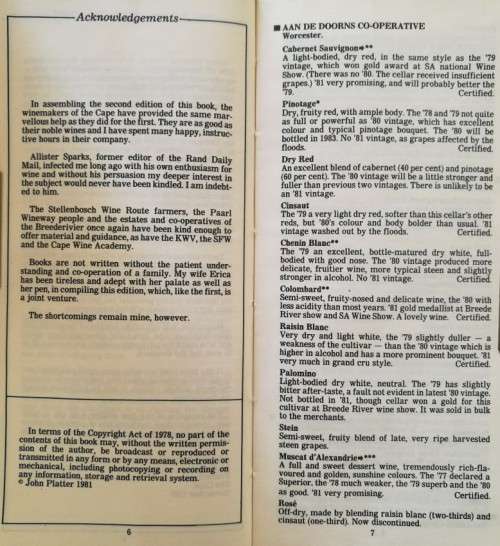 Acknowledgements
In assembling the second edition of this book, the
winemakers of the Cape have provided the same mar-
vellous help as they did for the first. They are as good as
their noble wines and I have spent many happy, instruc-
tive hours in their company.
Allister Sparks, former editor of the Rand Daily
Mail, infected me long ago with his own enthusiasm for
wine and without his persuasion my deeper interest in
the subject would never have been kindled. I am indebt-
ed to him.
The Stellenbosch Wine Route farmers, the Paarl
Wineway people and the estates and co-operatives of
the Breederivier once again have been kind enough to
offer material and guidance, as have the KWV, the SFW
and the Cape Wine Academy.
Books are not written without the patient under-
standing and co-operation of a family. My wife Erica
has been tireless and adept with her palate as well as
her pen, in compiling this edition, which, like the first, is
a joint venture.
The shortcomings remain mine, however.
In terms of the Copyright Act of 1978, no part of the
contents of this book may, without the written permis-
sion of the author, be broadcast or reproduced or
transmitted in any form or by any means, electronic or
mechanical, including photocopying or recording on
any information, storage and retrieval system.
© John Platter 1981
6
■ AAN DE DOORNS CO-OPERATIVE
Worcester.
Cabernet Sauvignon➜**
A light-bodied, dry red, in the same style as the '79
vintage, which won gold award at SA national Wine
Show. (There was no '80. The cellar received insufficient
grapes.) '81 very promising, and will probably better the
'79. Certified.
Pinotage*
Dry, fruity red, with ample body. The '78 and '79 not quite
as full or powerful as '80 vintage, which has excellent
colour and typical pinotage bouquet. The '80 will be
bottled in 1983. No '81 vintage, as grapes affected by the
floods. Certified.
Dry Red
An excellent blend of cabernet (40 per cent) and pinotage
(60 per cent). The '80 vintage will be a little stronger and
fuller than previous two vintages. There is unlikely to be
an '81 vintage.
Cinsaut
The '79 a very light dry red, softer than this cellar's other
reds, but '80's colour and body bolder than usual. '81
vintage washed out by the floods. Certified.
Chenin Blanc**
The '79 an excellent, bottle-matured dry white, full-
bodied with good nose. The '80 vintage produced more
delicate, fruitier wine, more typical steen and slightly
stronger in alcohol. No '81 vintage. Certified.
Colombard**
Semi-sweet, fruity-nosed and delicate wine, the '80 with
less acidity than most years. '81 gold medallist at Breede
River show and SA Wine Show. A lovely wine. Certified.
Raisin Blanc
Very dry and light white, the '79 slightly duller — a
weakness of the cultivar — than the '80 vintage which is
higher in alcohol and has a more prominent bouquet. '81
very much in grand cru style. Certified.
Palomino
Light-bodied dry white, neutral. The '79 has slightly
bitter after-taste, a fault not evident in latest '80 vintage.
Not bottled in '81, though cellar won a gold for this
cultivar at Breede River wine show. It was sold in bulk
to the merchants.
Stein
Semi-sweet, fruity blend of late, very ripe harvested
steen grapes.
Muscat d'Alexandrie➜***
A full and sweet dessert wine, tremendously rich-fla-
voured and golden, sunshine colours. The '77 declared a
Superior, the '78 much weaker, the '79 superb and the '80
as good. '81 very promising. Certified.
Rosé
Off-dry, made by blending raisin blanc (two-thirds) and
cinsaut (one-third). Now discontinued.
7